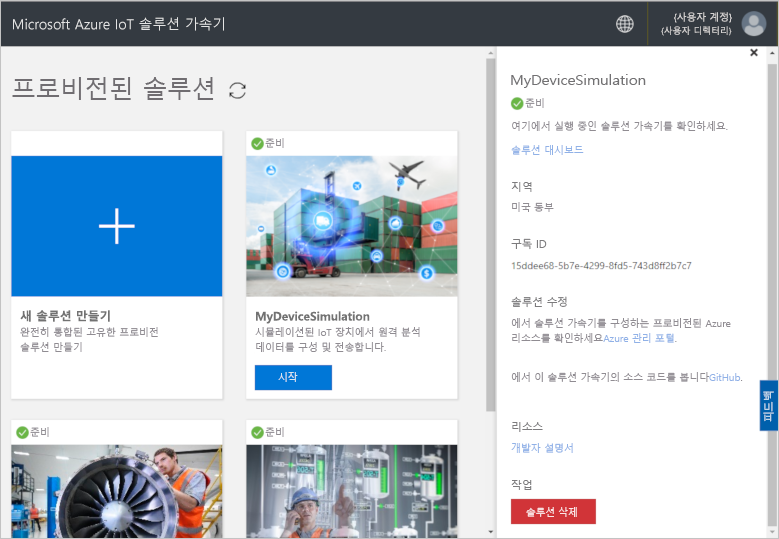 Microsoft Azure IoT 솔루션 가속기
{사용자 계정}
{사용자 디렉터리}
프로비전된 솔루션
새 솔루션 만들기
완전히 통합된 고유한 프로비전
솔루션 만들기
준비
MyDeviceSimulation
시뮬레이션된 IoT 장치에서 원격 분석
데이터를 구성 및 전송합니다.
시작
준비
준비
MyDeviceSimulation
준비
여기에서 실행 중인 솔루션 가속기를 확인하세요.
솔루션 대시보드
지역
미국 동부
구독 ID
15ddee68-5b7e-4299-8fd5-743d8ff2b7c7
솔루션 수정
에서 솔루션 가속기를 구성하는 프로비전된 Azure
리소스를 확인하세요Azure 관리 포털.
에서 이 솔루션 가속기의 소스 코드를 봅니다GitHub.
리소스
개발자 설명서
작업
솔루션 삭제
피드백